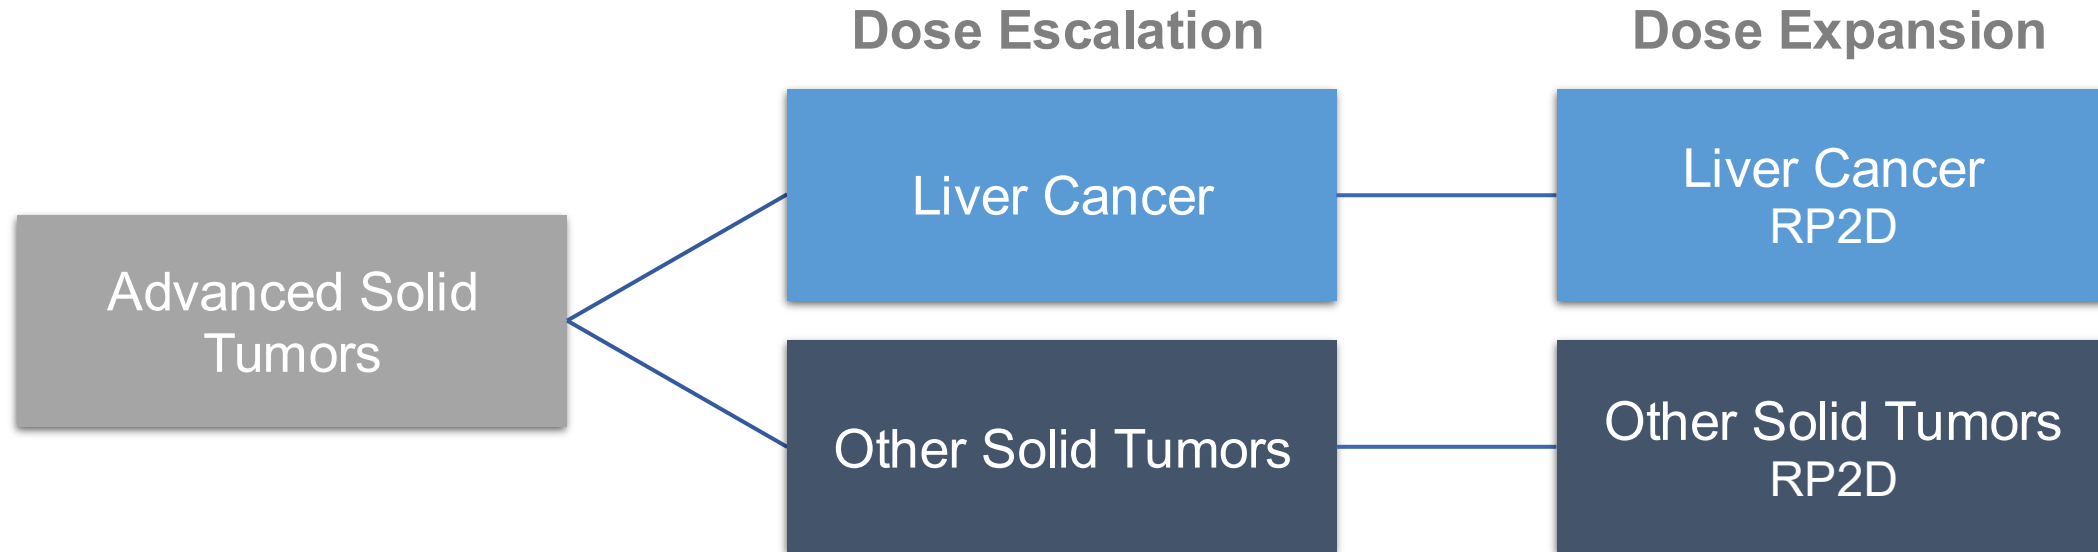 Dose Escalation
Dose Expansion
Advanced Solid
Tumors
Liver Cancer
Liver Cancer
RP2D
Other Solid Tumors
Other Solid Tumors
RP2D